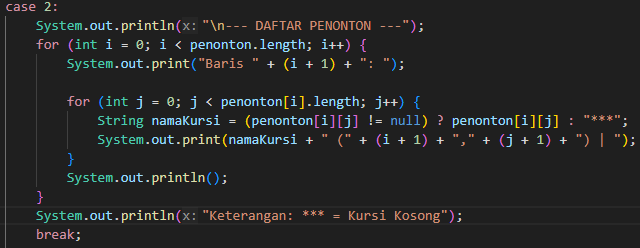 case 2:
    System.out.println(x: "\n--- DAFTAR PENONTON ---");
    for (int i = 0; i < penonton.length; i++) {
        System.out.print("Baris " + (i + 1) + ": ");

        for (int j = 0; j < penonton[i].length; j++) {
            String namaKursi = (penonton[i][j] != null) ? penonton[i][j] : "***";
            System.out.print(namaKursi + " (" + (i + 1) + "," + (j + 1) + ") | ");
        }
        System.out.println();
    }
    System.out.println(x: "Keterangan: *** = Kursi Kosong");
    break;